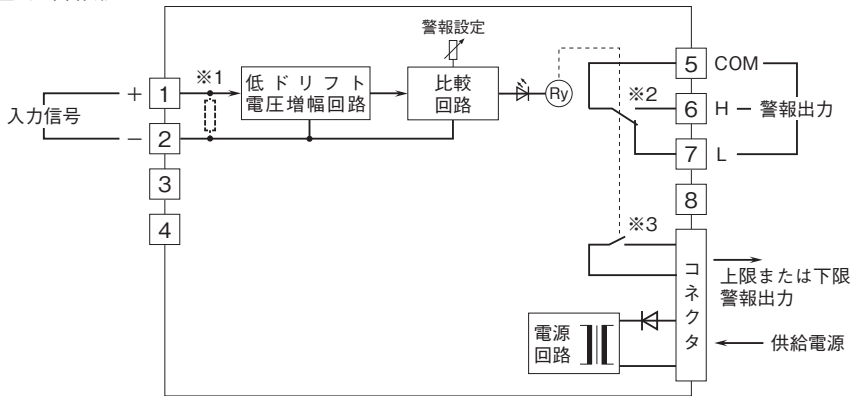 警報設定
※1
低ドリフト
電圧増幅回路
比較
回路
Ry
5 COM
※2
+ 1
入力信号
6 H 警報出力
− 2
7 L
3
8
4
※3
コネクタ
上限または下限
警報出力
電源
回路
供給電源